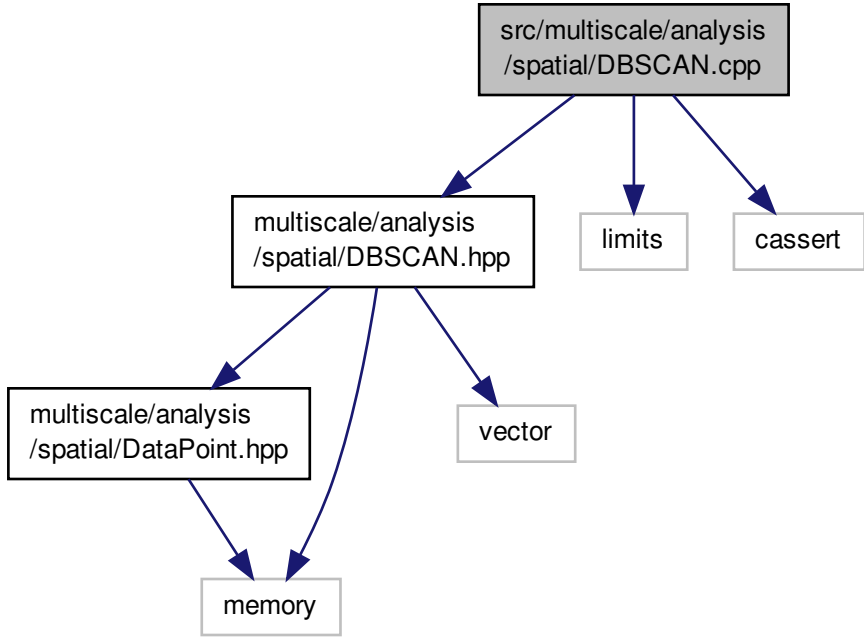 src/multiscale/analysis
/spatial/DBSCAN.cpp
multiscale/analysis
/spatial/DBSCAN.hpp
limits
cassert
multiscale/analysis
/spatial/DataPoint.hpp
vector
memory